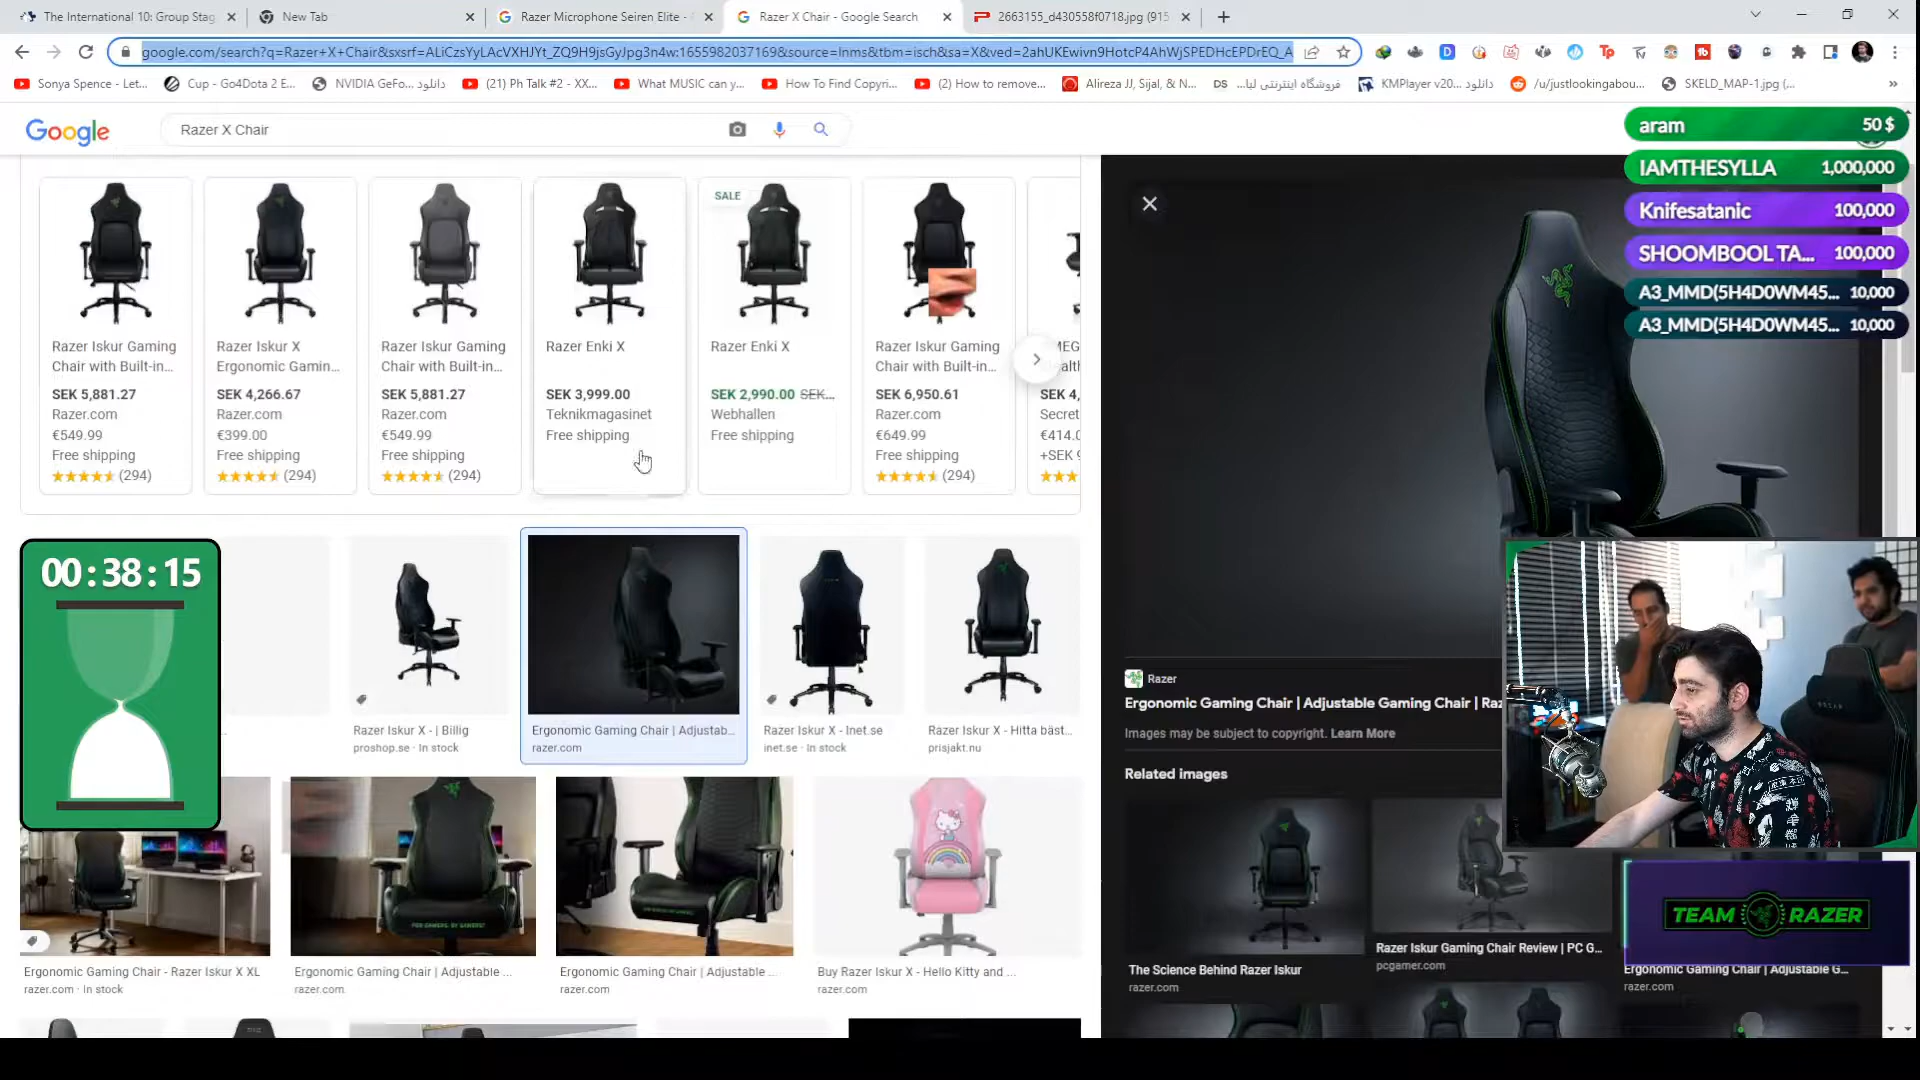 The International 10: Group Stag
New Tab
Razer Microphone Seiren Elite -
Razer X Chair - Google Search
2663155_d430558f0718.jpg (915
google.com/search?q=Razer+X+Chair&sxsrf=ALiCzsYyLAcVXHJYt_ZQ9H9jsGyJpg3n4w:1655982037169&source=lnms&tbm=isch&sa=X&ved=2ahUKEwivn9HotcP4AhWjSPEDHcEPDrEQ_A
Sonya Spence - Let...
Cup - Go4Dota 2 E...
NVIDIA GeFo... دانلود
(21) Ph Talk #2 - XX...
What MUSIC can y...
How To Find Copyri...
(2) How to remove...
Alireza JJ, Sijal, & N...
DS فروشگاه اینترنتی لبا...
KMPlayer v20... دانلود
/u/justlookingabou...
SKELD_MAP-1.jpg (...
»
Google
Razer X Chair
aram 50 $
IAMTHESYLLA 1,000,000
Knifesatanic 100,000
SHOOMBOOL TA... 100,000
A3_MMD(5H4D0WM45... 10,000
A3_MMD(5H4D0WM45... 10,000
Razer Iskur Gaming
Chair with Built-in...
SEK 5,881.27
Razer.com
€549.99
Free shipping
(294)
Razer Iskur X
Ergonomic Gamin...
SEK 4,266.67
Razer.com
€399.00
Free shipping
(294)
Razer Iskur Gaming
Chair with Built-in...
SEK 5,881.27
Razer.com
€549.99
Free shipping
(294)
Razer Enki X
SEK 3,999.00
Teknikmagasinet
Free shipping
SALE
Razer Enki X
SEK 2,990.00 SEK...
Webhallen
Free shipping
Razer Iskur Gaming
Chair with Built-in...
SEK 6,950.61
Razer.com
€649.99
Free shipping
(294)
SEK 4,
Secret
€414.0
+SEK 9
00:38:15
Razer Iskur X - | Billig
proshop.se · In stock
Ergonomic Gaming Chair | Adjustab...
razer.com
Razer Iskur X - Inet.se
inet.se · In stock
Razer Iskur X - Hitta bäst...
prisjakt.nu
FOR GAMERS. BY GAMERS.
Ergonomic Gaming Chair - Razer Iskur X XL
razer.com · In stock
Ergonomic Gaming Chair | Adjustable ...
razer.com
Ergonomic Gaming Chair | Adjustable ...
razer.com
Buy Razer Iskur X - Hello Kitty and ...
razer.com
Razer
Ergonomic Gaming Chair | Adjustable Gaming Chair | Raz
Images may be subject to copyright. Learn More
Related images
The Science Behind Razer Iskur
razer.com
Razer Iskur Gaming Chair Review | PC G...
pcgamer.com
TEAM RAZER
Ergonomic Gaming Chair | Adjustable G...
razer.com